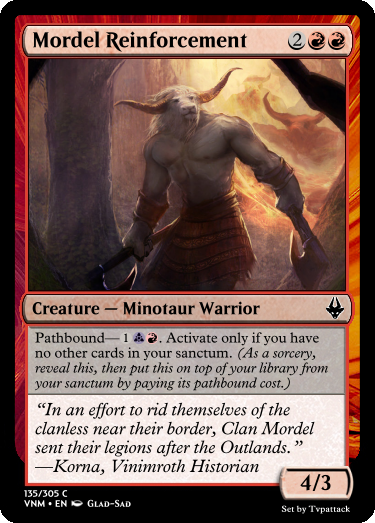 Mordel Reinforcement 2
Creature — Minotaur Warrior
Pathbound— 1 . Activate only if you have
no other cards in your sanctum. (As a sorcery,
reveal this, then put this on top of your library
from your sanctum by paying its pathbound cost.)
“In an effort to rid themselves of the
clanless near their border, Clan Mordel
sent their legions after the Outlands.”
—Korna, Vinimroth Historian
4/3
135/305 C
VNM • EN Glad-Sad
Set by Tvpattack